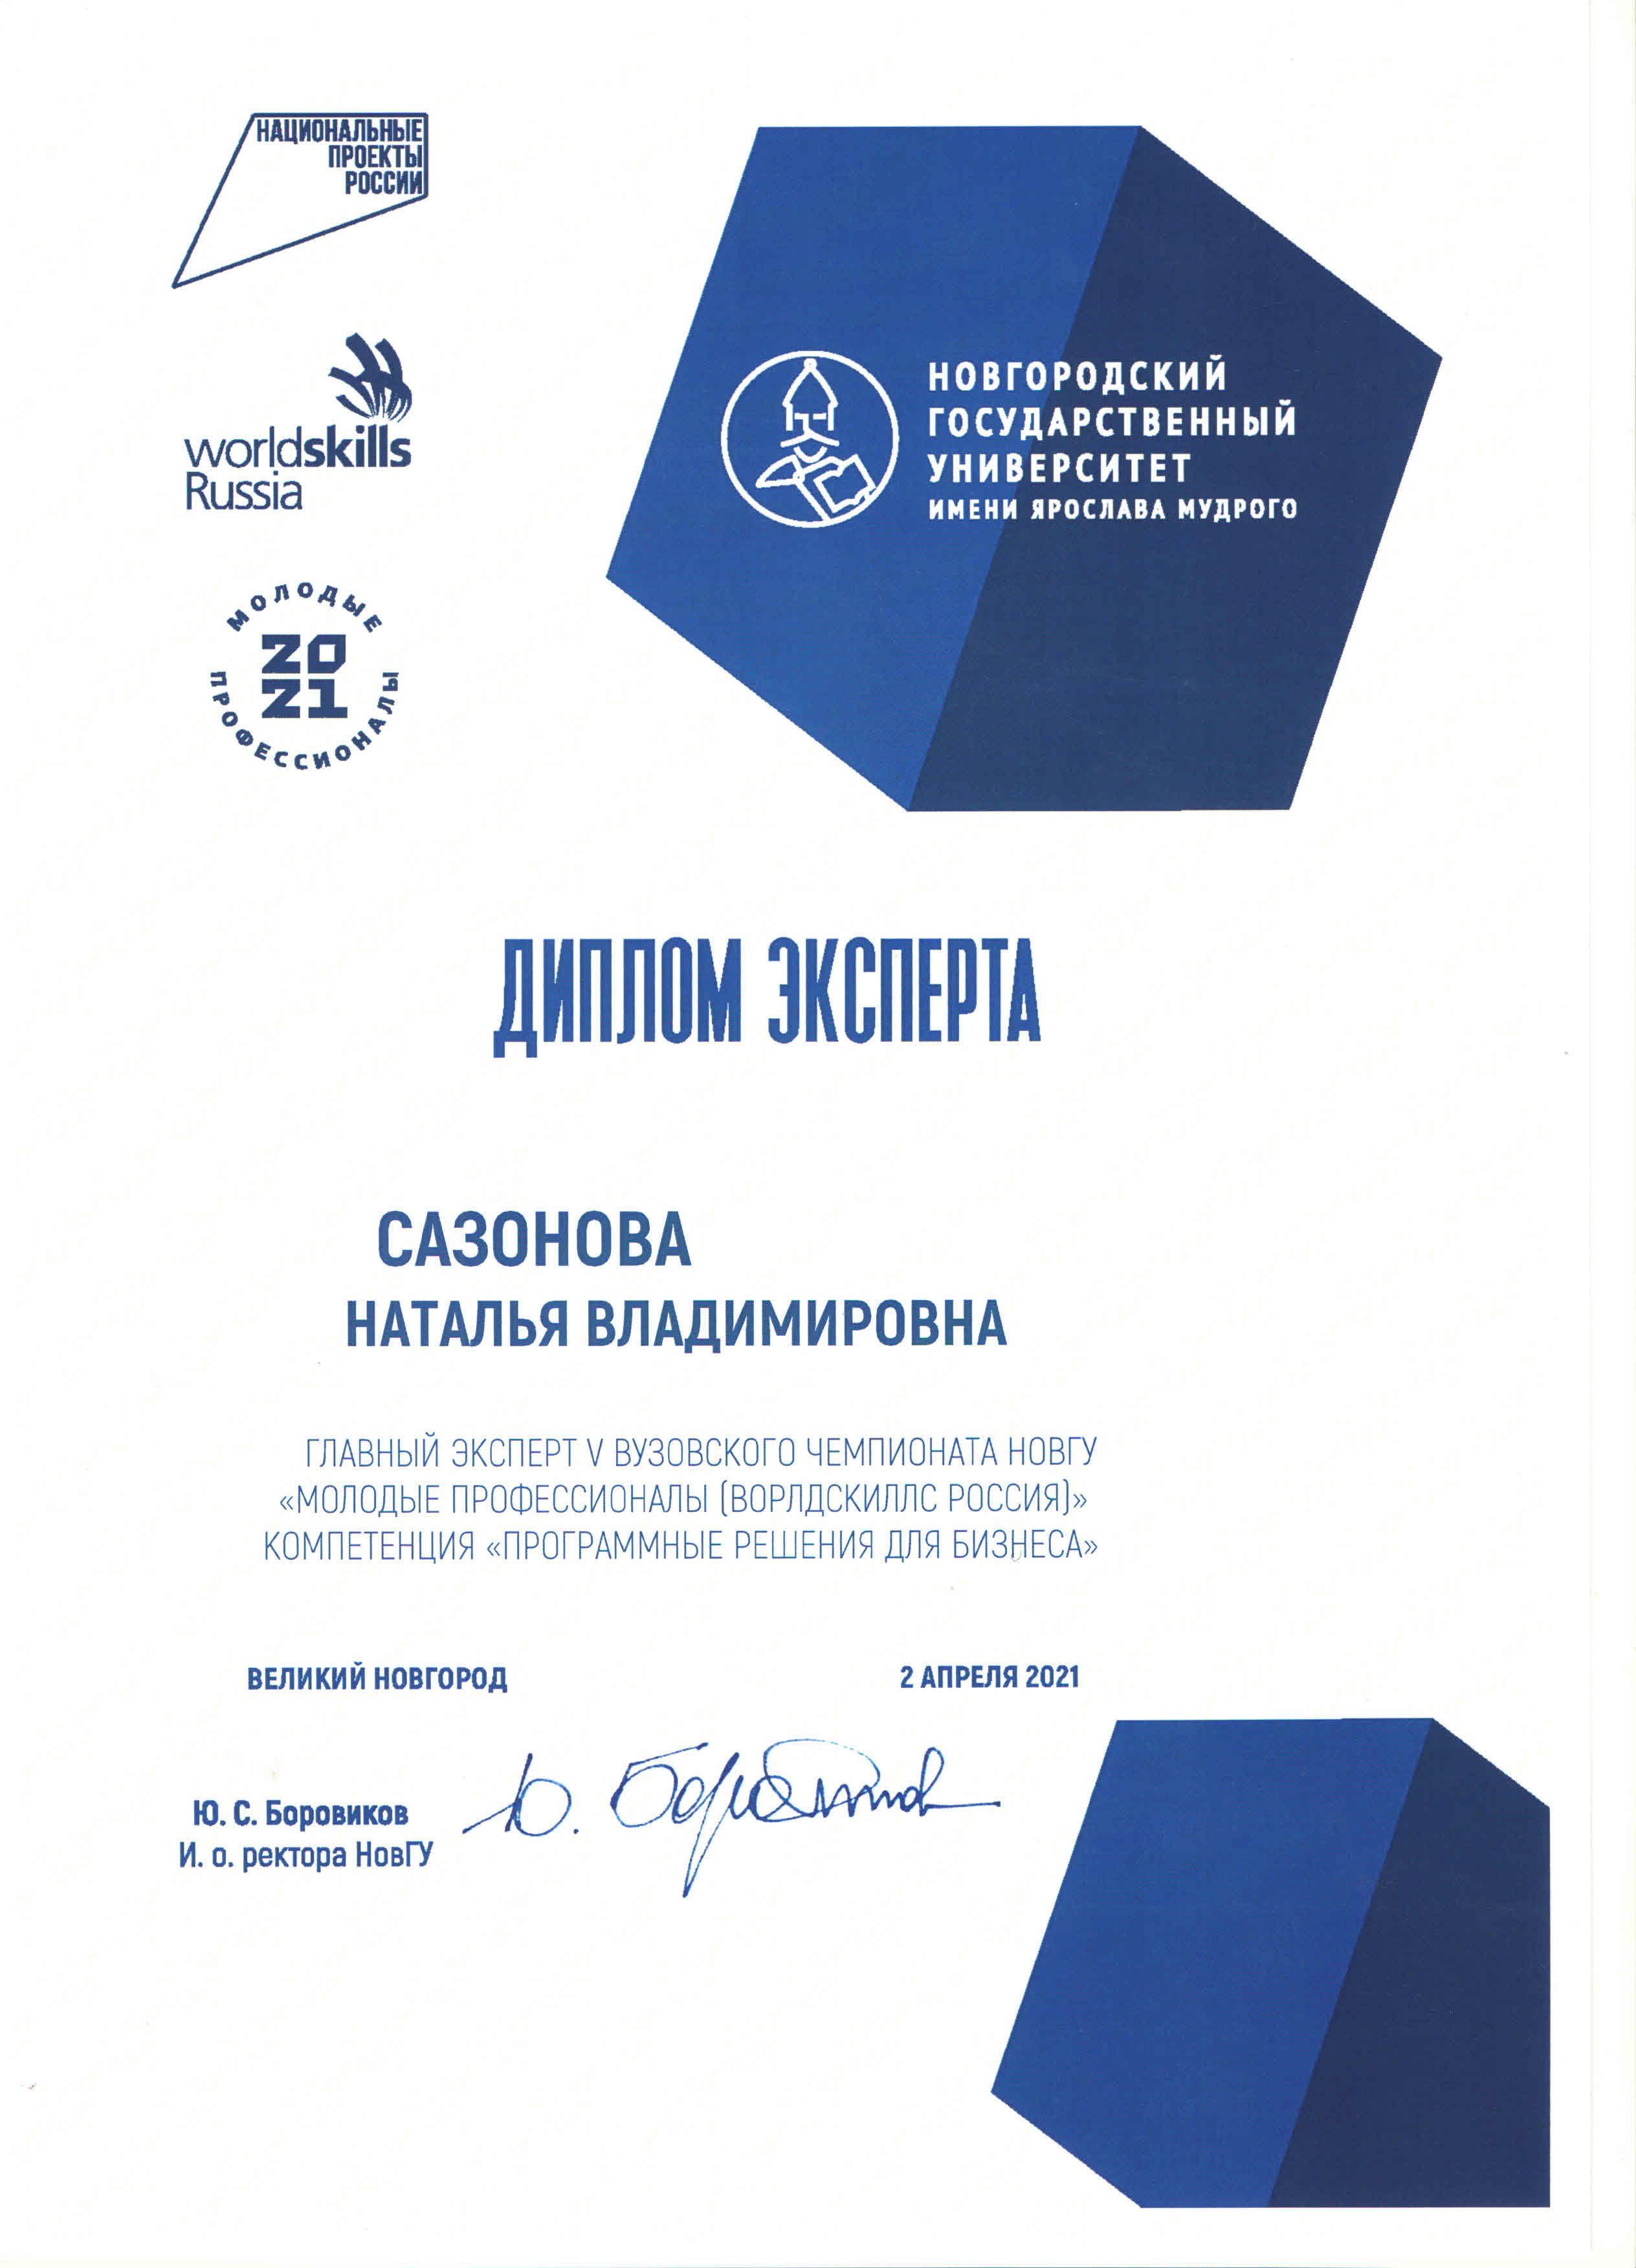 НАЦИОНАЛЬНЫЕ
ПРОЕКТЫ
РОССИИ
worldskills
Russia
МОЛОДЫЕ
20
21
ПРОФЕССИОНАЛЫ
НОВГОРОДСКИЙ
ГОСУДАРСТВЕННЫЙ
УНИВЕРСИТЕТ
ИМЕНИ ЯРОСЛАВА МУДРОГО
ДИПЛОМ ЭКСПЕРТА
САЗОНОВА
НАТАЛЬЯ ВЛАДИМИРОВНА
ГЛАВНЫЙ ЭКСПЕРТ V ВУЗОВСКОГО ЧЕМПИОНАТА НОВГУ
«МОЛОДЫЕ ПРОФЕССИОНАЛЫ (ВОРЛДСКИЛЛС РОССИЯ)»
КОМПЕТЕНЦИЯ «ПРОГРАММНЫЕ РЕШЕНИЯ ДЛЯ БИЗНЕСА»
ВЕЛИКИЙ НОВГОРОД
2 АПРЕЛЯ 2021
Ю. С. Боровиков
И. о. ректора НовГУ